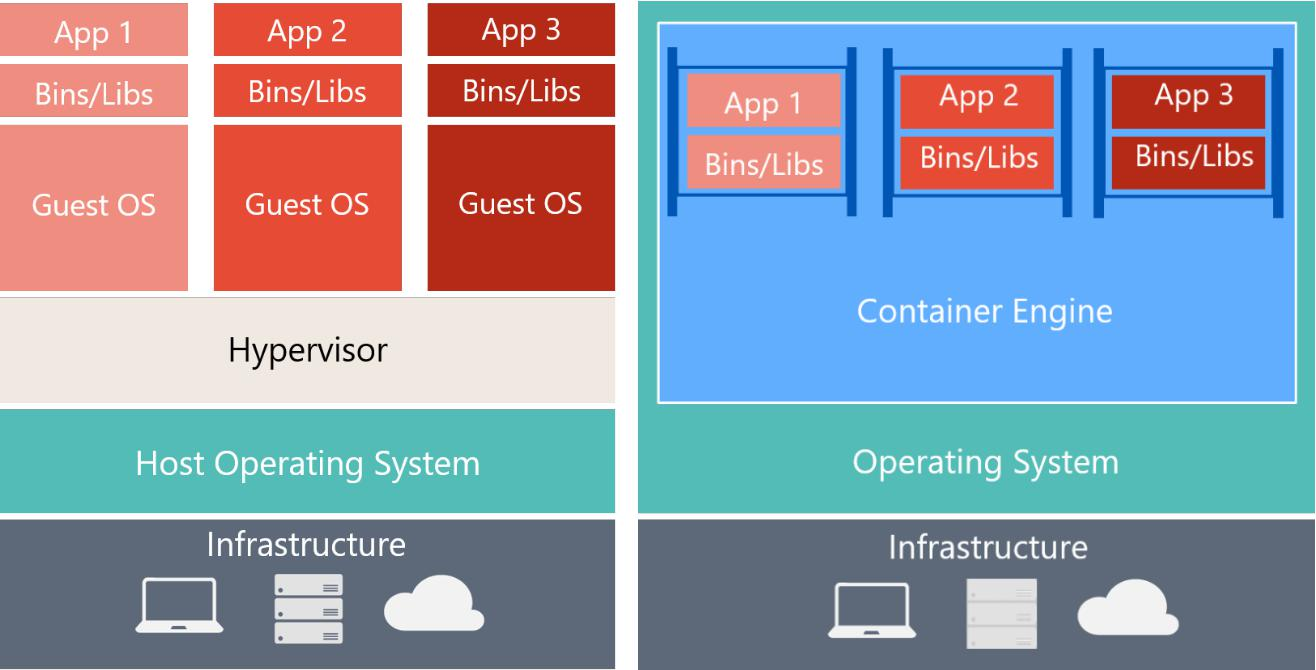 App 1
App 2
App 3
Bins/Libs
Bins/Libs
Bins/Libs
Guest OS
Guest OS
Guest OS
Hypervisor
Host Operating System
Infrastructure
App 1
App 2
App 3
Bins/Libs
Bins/Libs
Bins/Libs
Container Engine
Operating System
Infrastructure